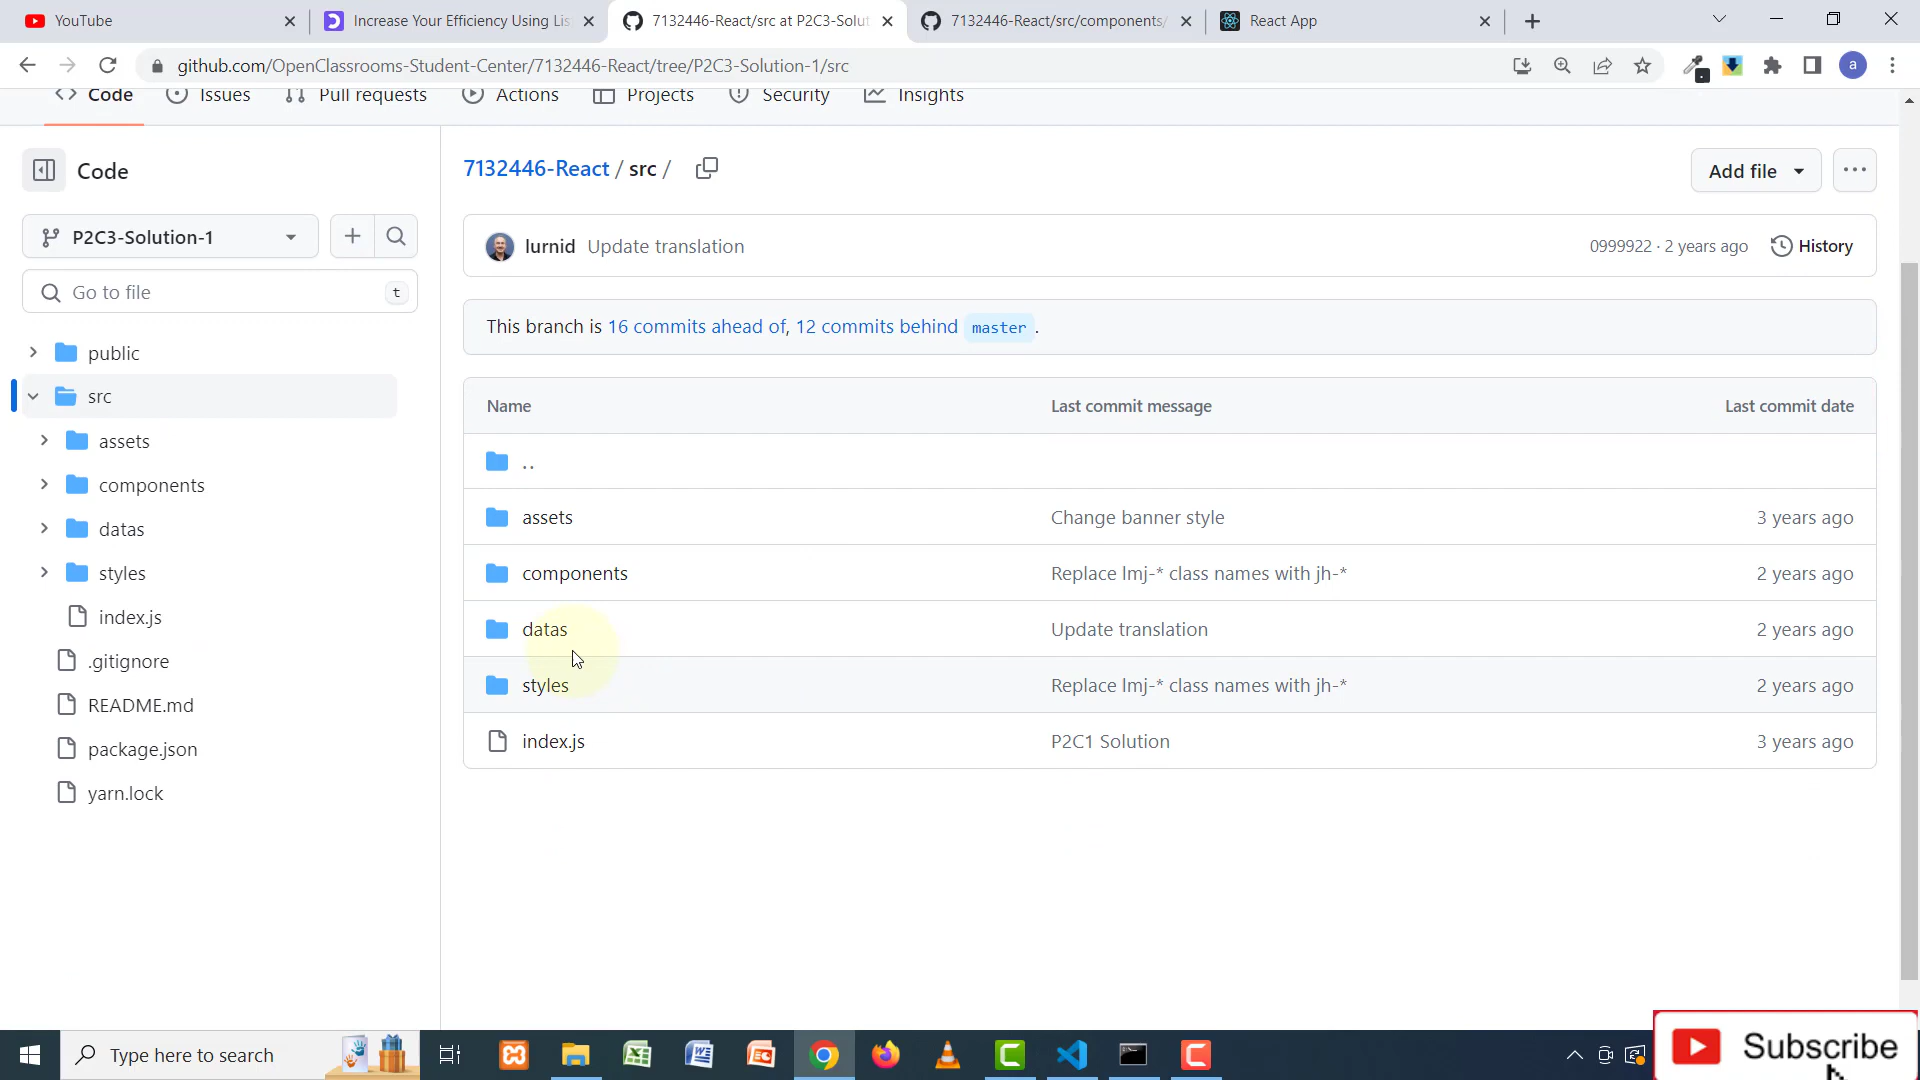 YouTube
Increase Your Efficiency Using Lis
7132446-React/src at P2C3-Solut
7132446-React/src/components/
React App
github.com/OpenClassrooms-Student-Center/7132446-React/tree/P2C3-Solution-1/src
a
Code
Issues
Pull requests
Actions
Projects
Security
Insights
Code
7132446-React / src /
Add file
P2C3-Solution-1
lurnid Update translation
0999922 · 2 years ago
History
Go to file
t
This branch is 16 commits ahead of, 12 commits behind master .
public
src
assets
components
datas
styles
index.js
.gitignore
README.md
package.json
yarn.lock
Name
Last commit message
Last commit date
..
assets
Change banner style
3 years ago
components
Replace lmj-* class names with jh-*
2 years ago
datas
Update translation
2 years ago
styles
Replace lmj-* class names with jh-*
2 years ago
index.js
P2C1 Solution
3 years ago
Type here to search
Subscribe